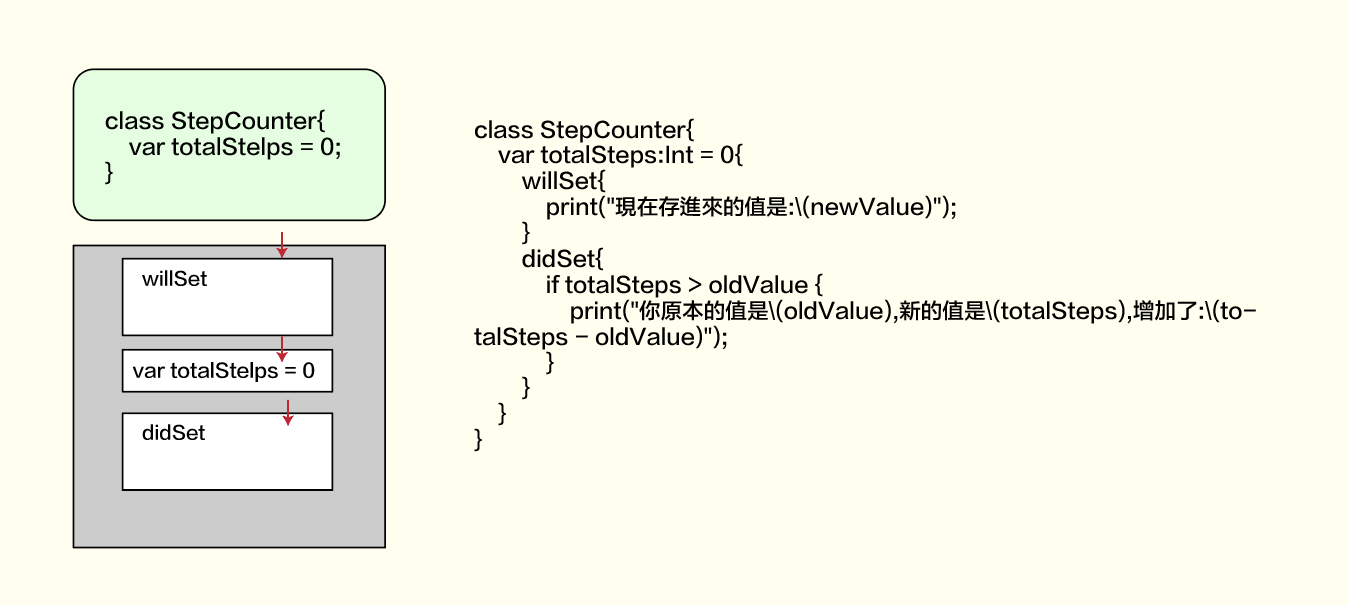 class StepCounter{
var totalStelps = 0;
}
willSet
var totalStelps = 0
didSet
class StepCounter{
var totalSteps:Int = 0{
willSet{
print("現在存進來的值是:\(newValue)");
}
didSet{
if totalSteps > oldValue {
print("你原本的值是\(oldValue),新的值是\(totalSteps),增加了:\(to-
talSteps - oldValue)");
}
}
}
}